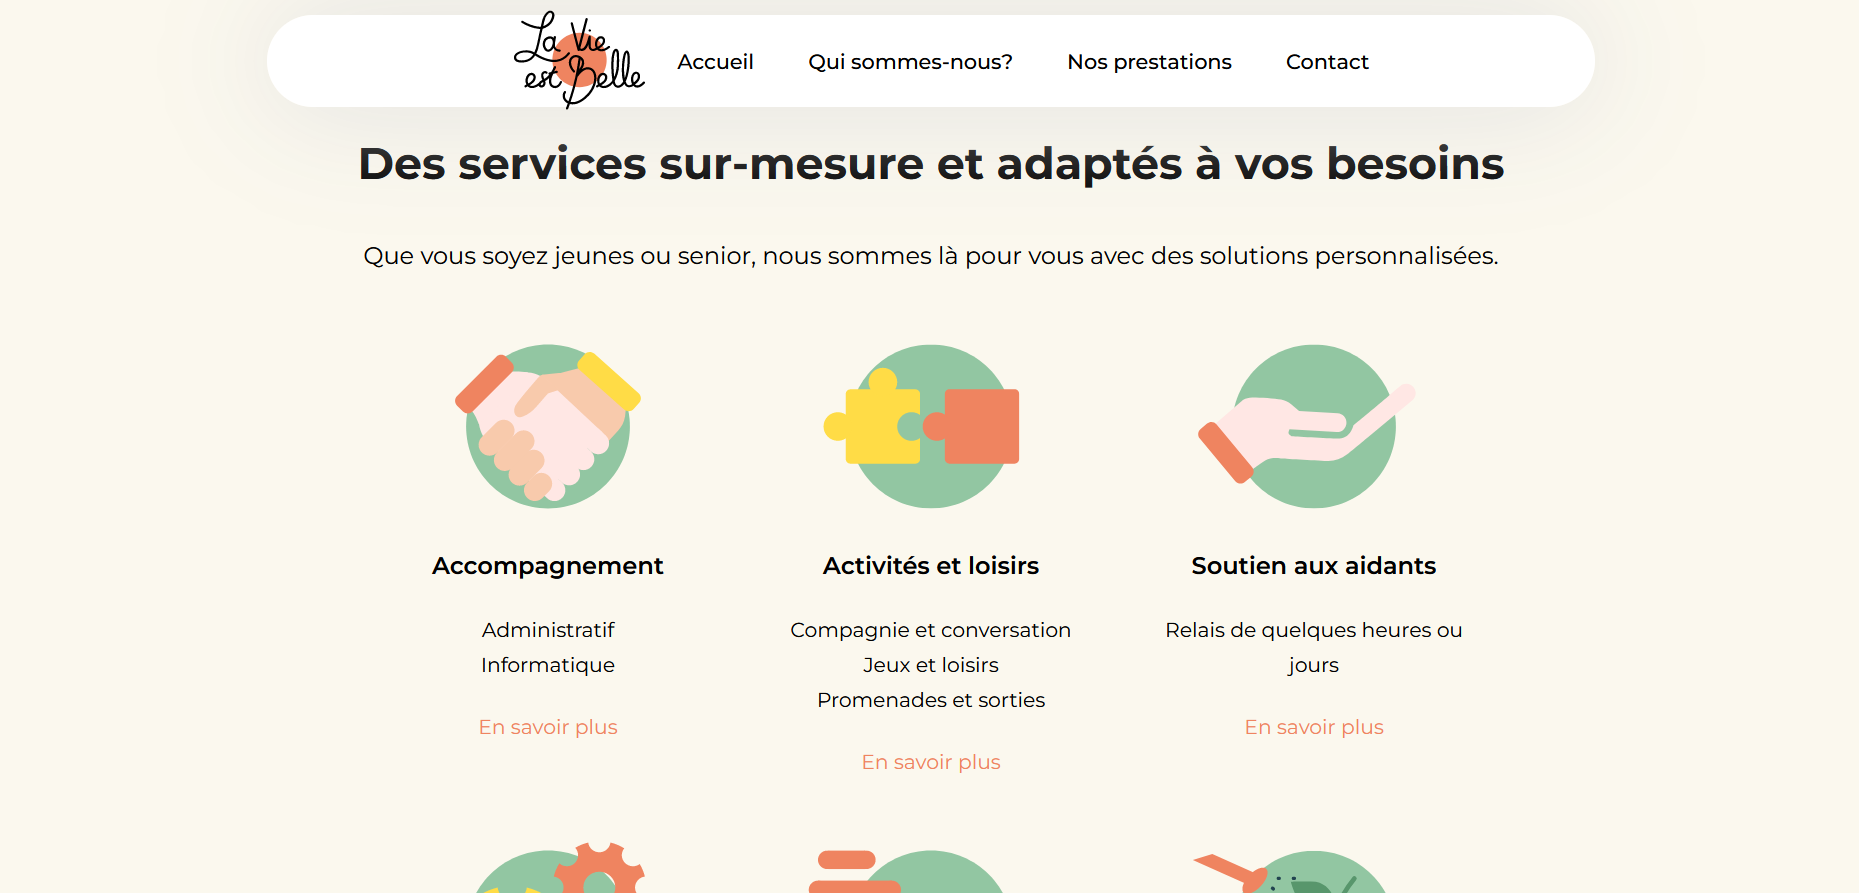 La Vie
est Belle
Accueil Qui sommes-nous? Nos prestations Contact
Des services sur-mesure et adaptés à vos besoins
Que vous soyez jeunes ou senior, nous sommes là pour vous avec des solutions personnalisées.
Accompagnement
Administratif
Informatique
En savoir plus
Activités et loisirs
Compagnie et conversation
Jeux et loisirs
Promenades et sorties
En savoir plus
Soutien aux aidants
Relais de quelques heures ou
jours
En savoir plus